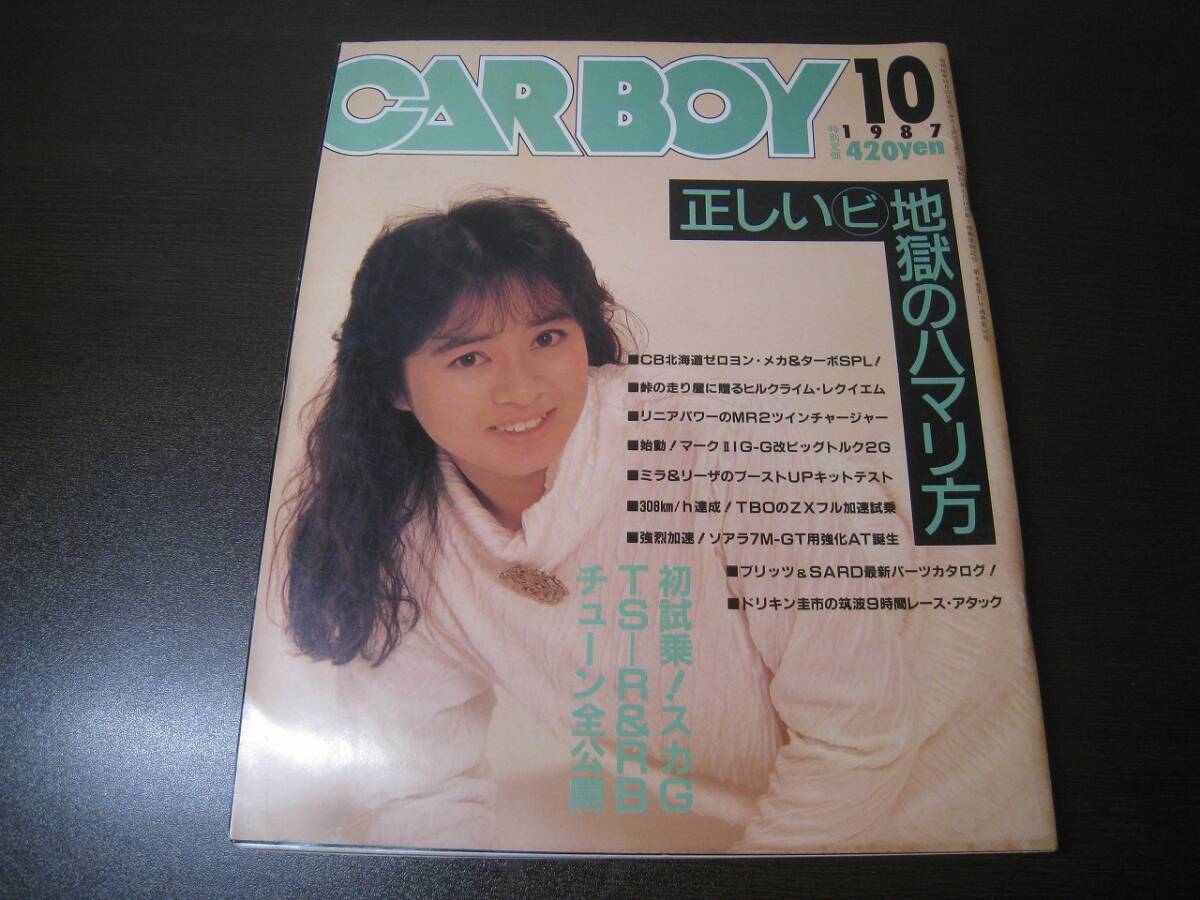 CARBOY
10
1987
特別定価
420yen
正しいビ地獄のハマリ方
■CB北海道ゼロヨン・メカ&ターボSPL!
■峠の走り屋に贈るヒルクライム・レクイエム
■リニアパワーのMR2ツインチャージャー
■始動!マークⅡ1G-G改ビッグトルク2G
■ミラ&リーザのブーストUPキットテスト
■308km/h達成!TBOのZXフル加速試乗
■強烈加速!ソアラ7M-GT用強化AT誕生
■ブリッツ&SARD最新パーツカタログ!
■ドリキン圭市の筑波9時間レース・アタック
初試乗!スカG
TS-R&RB
チューン全公開